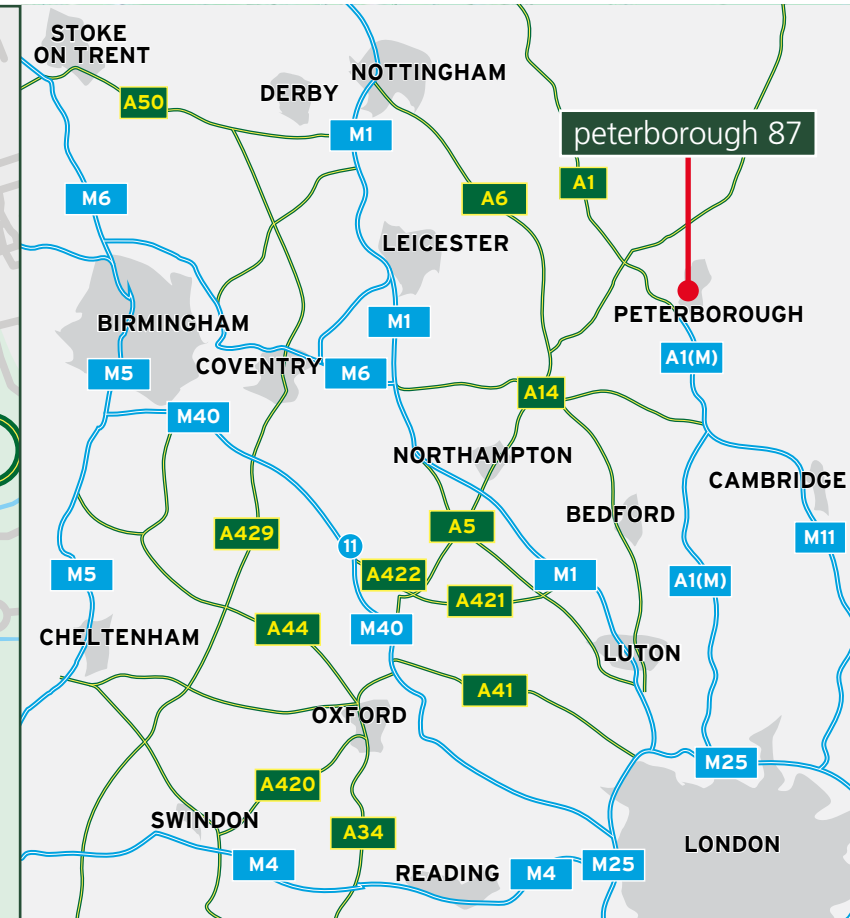 STOKE
ON TRENT
NOTTINGHAM
DERBY
A50
M1
peterborough 87
A1
A6
M6
LEICESTER
PETERBOROUGH
BIRMINGHAM
M1
A1(M)
COVENTRY
M6
M5
A14
M40
NORTHAMPTON
CAMBRIDGE
BEDFORD
A5
A429
M11
11
A422
M1
M5
A1(M)
A421
A44
M40
CHELTENHAM
LUTON
A41
OXFORD
M25
A420
SWINDON
A34
LONDON
M4
READING
M4
M25